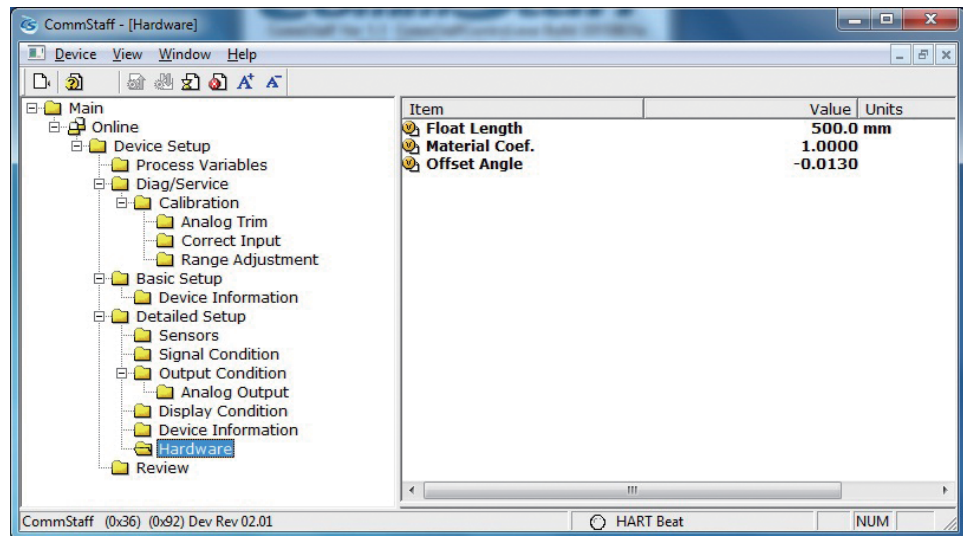 CommStaff - [Hardware]
Device View Window Help
A+ A-
Main
Online
Device Setup
Process Variables
Diag/Service
Calibration
Analog Trim
Correct Input
Range Adjustment
Basic Setup
Device Information
Detailed Setup
Sensors
Signal Condition
Output Condition
Analog Output
Display Condition
Device Information
Hardware
Review
Item Value Units
Float Length 500.0 mm
Material Coef. 1.0000
Offset Angle -0.0130
CommStaff (0x36) (0x92) Dev Rev 02.01 HART Beat NUM